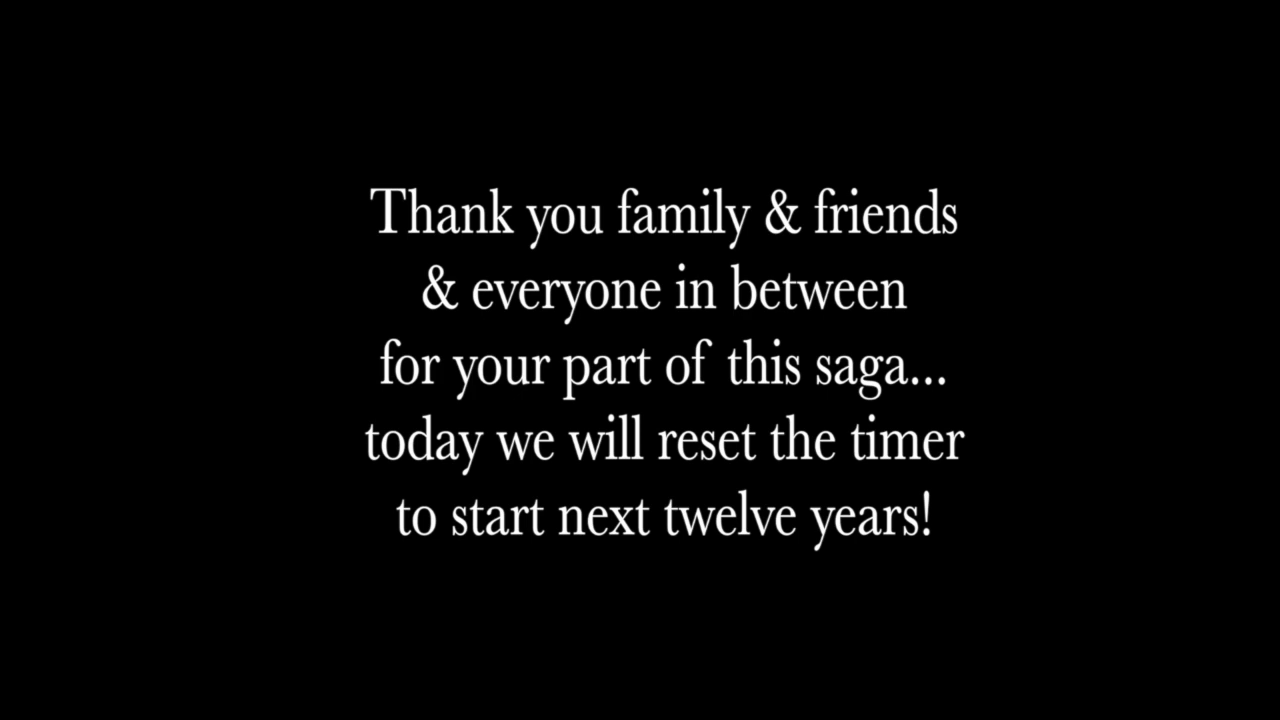 Thank you family & friends
& everyone in between
for your part of this saga...
today we will reset the timer
to start next twelve years!